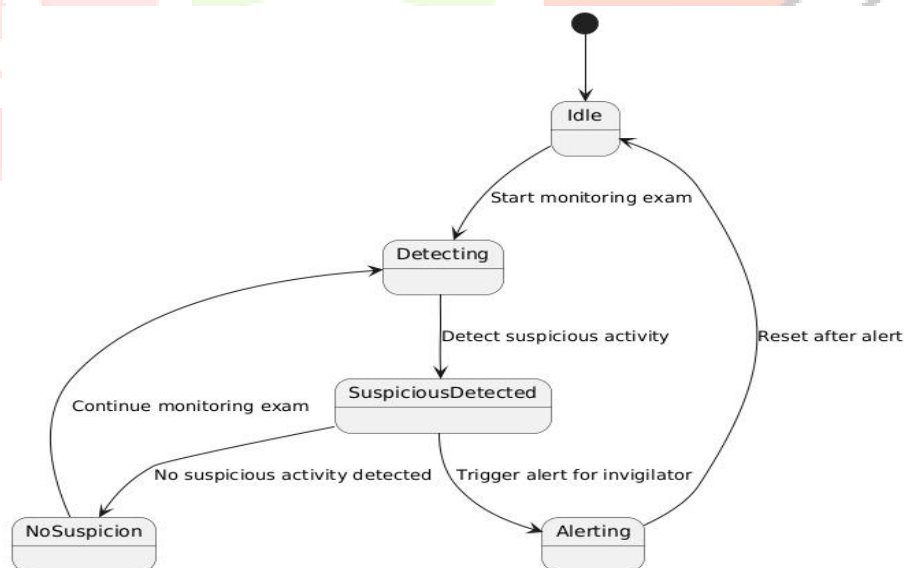 Idle
Start monitoring exam
Detecting
Detect suspicious activity
Reset after alert
SuspiciousDetected
Continue monitoring exam
No suspicious activity detected
Trigger alert for invigilator
NoSuspicion
Alerting